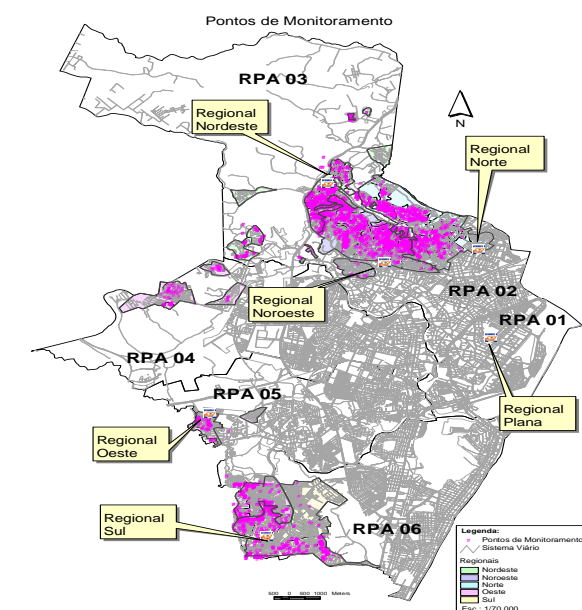 Pontos de Monitoramento
RPA 03
Regional
Nordeste
N
Regional
Norte
Regional
Noroeste
RPA 02
RPA 01
RPA 04
RPA 05
Regional
Plana
Regional
Oeste
Regional
Sul
RPA 06
500 0 500 1000 Meters
Legenda:
Pontos de Monitoramento
Sistema Viário
Regionais
Nordeste
Noroeste
Norte
Oeste
Sul
Esc.: 1/70.000